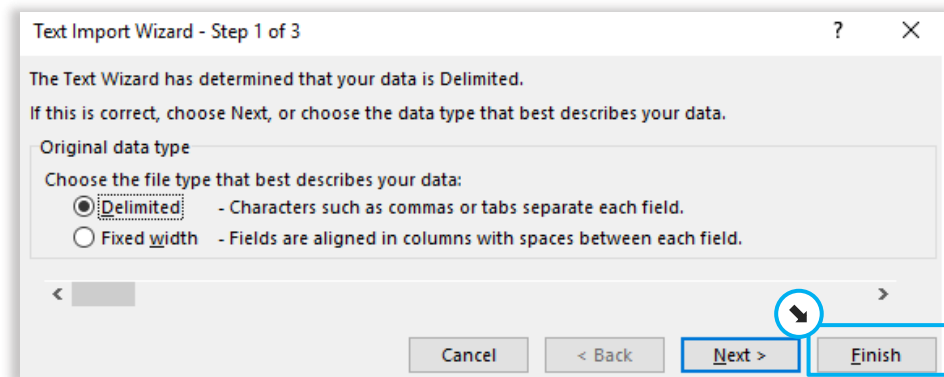 Text Import Wizard - Step 1 of 3 ?
The Text Wizard has determined that your data is Delimited.
If this is correct, choose Next, or choose the data type that best describes your data.
Original data type
Choose the file type that best describes your data:
Delimited - Characters such as commas or tabs separate each field.
Fixed width - Fields are aligned in columns with spaces between each field.
Cancel < Back Next > Finish